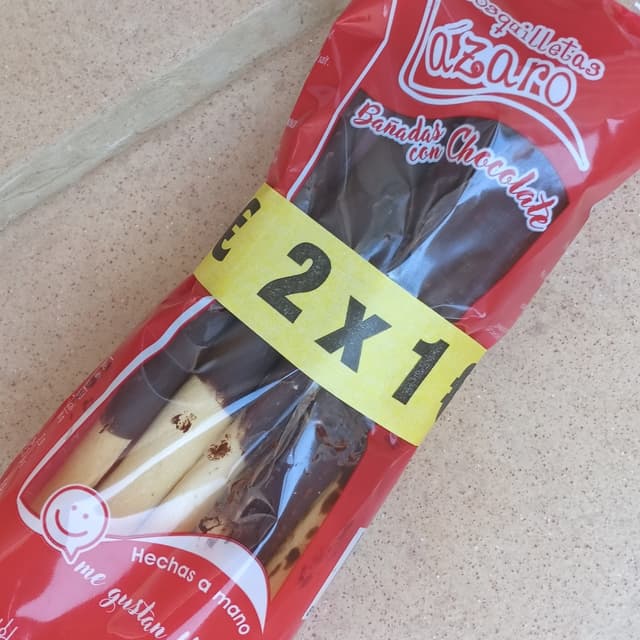 Rosquilletas
Lázaro
Bañadas
con Chocolate
€ 2 x 1 €
Hechas a mano
me gustan